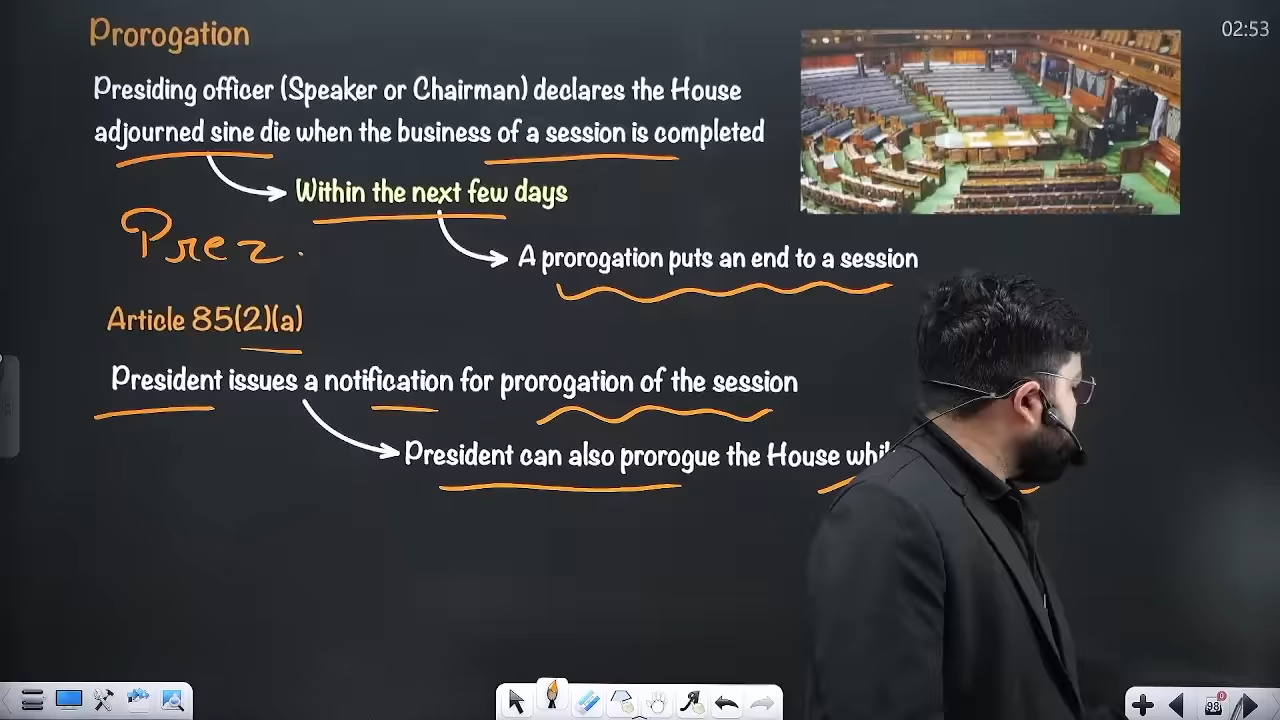 Prorogation
02:53
Presiding officer (Speaker or Chairman) declares the House
adjourned sine die when the business of a session is completed
Within the next few days
Prez.
A prorogation puts an end to a session
Article 85(2)(a)
President issues a notification for prorogation of the session
President can also prorogue the House
98
0